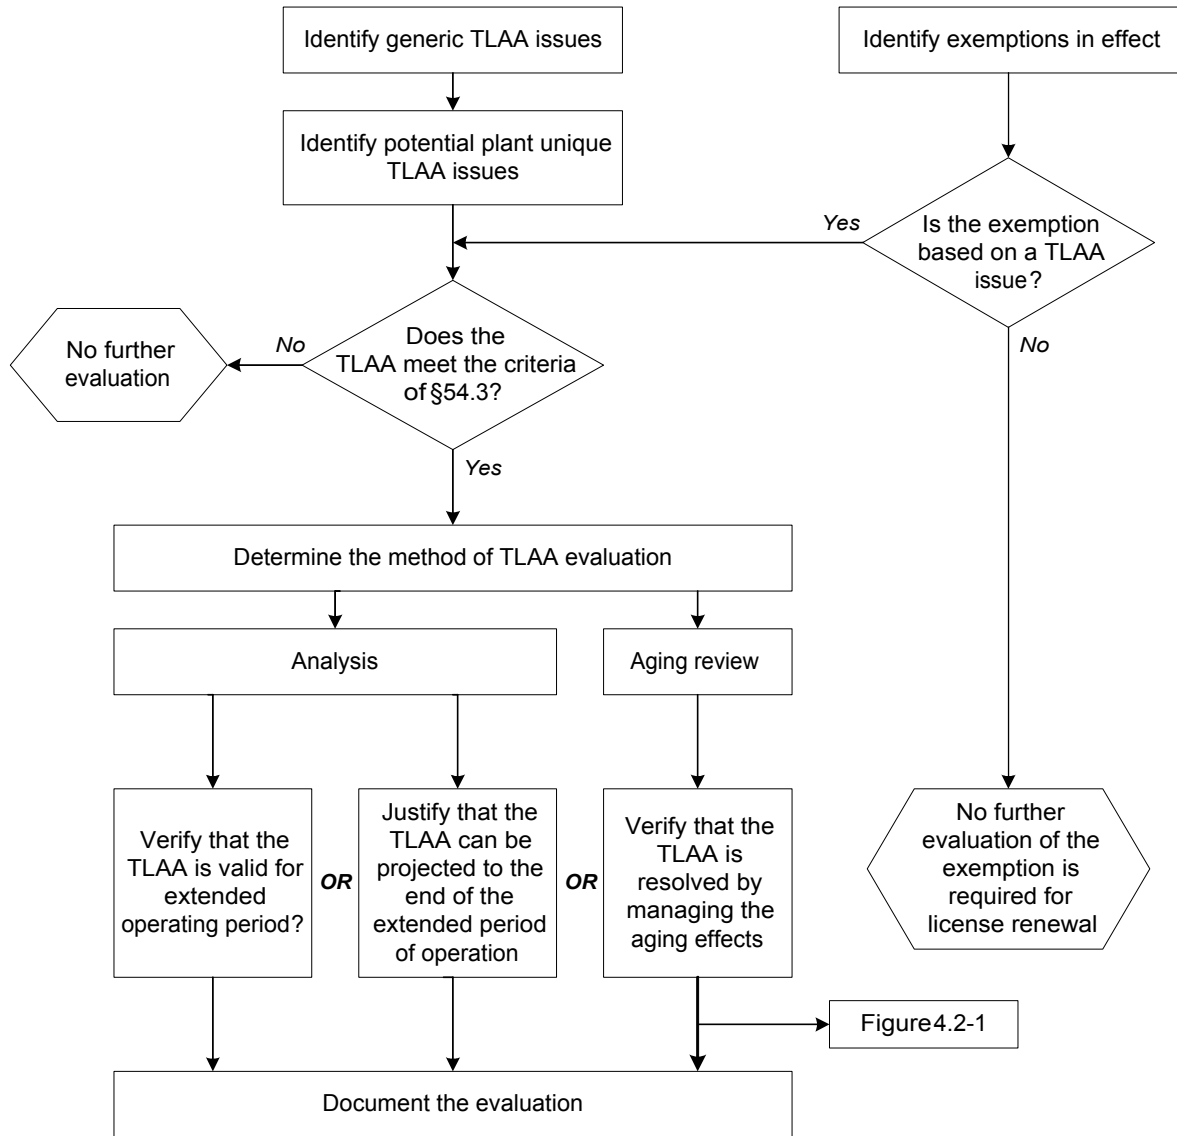 Identify generic TLAA issues
Identify exemptions in effect
Identify potential plant unique
TLAA issues
Yes
Is the exemption
based on a TLAA
issue?
No
Does the
TLAA meet the criteria
of §54.3?
No
No further
evaluation
Yes
Determine the method of TLAA evaluation
Analysis
Aging review
Verify that the
TLAA is valid for
extended
operating period?
OR
Justify that the
TLAA can be
projected to the
end of the
extended period
of operation
OR
Verify that the
TLAA is
resolved by
managing the
aging effects
No further
evaluation of the
exemption is
required for
license renewal
Figure 4.2-1
Document the evaluation